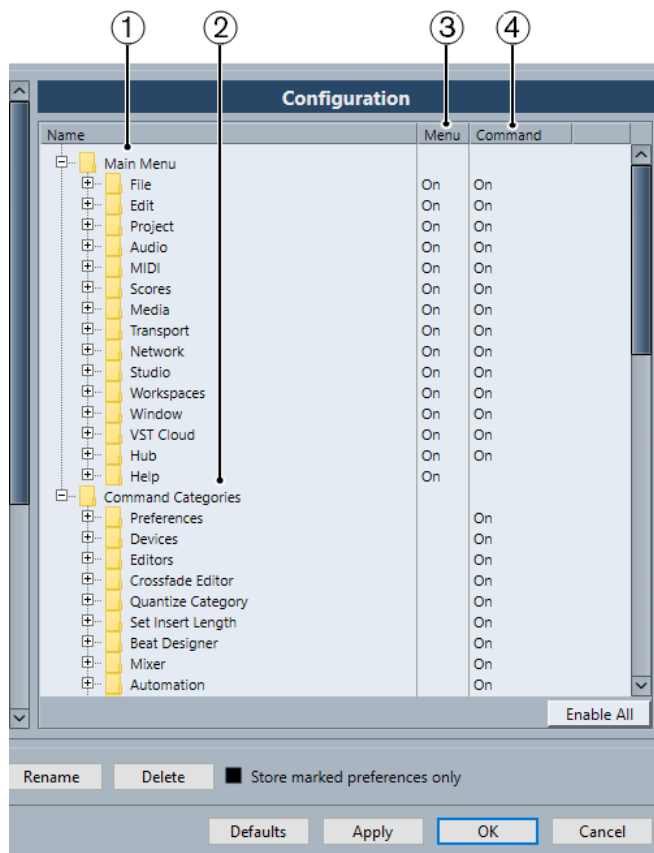 1 2 3 4
Configuration
Name Menu Command
Main Menu
File On On
Edit On On
Project On On
Audio On On
MIDI On On
Scores On On
Media On On
Transport On On
Network On On
Studio On On
Workspaces On On
Window On On
VST Cloud On On
Hub On On
Help On
Command Categories
Preferences On
Devices On
Editors On
Crossfade Editor On
Quantize Category On
Set Insert Length On
Beat Designer On
Mixer On
Automation On
Enable All
Rename Delete Store marked preferences only
Defaults Apply OK Cancel